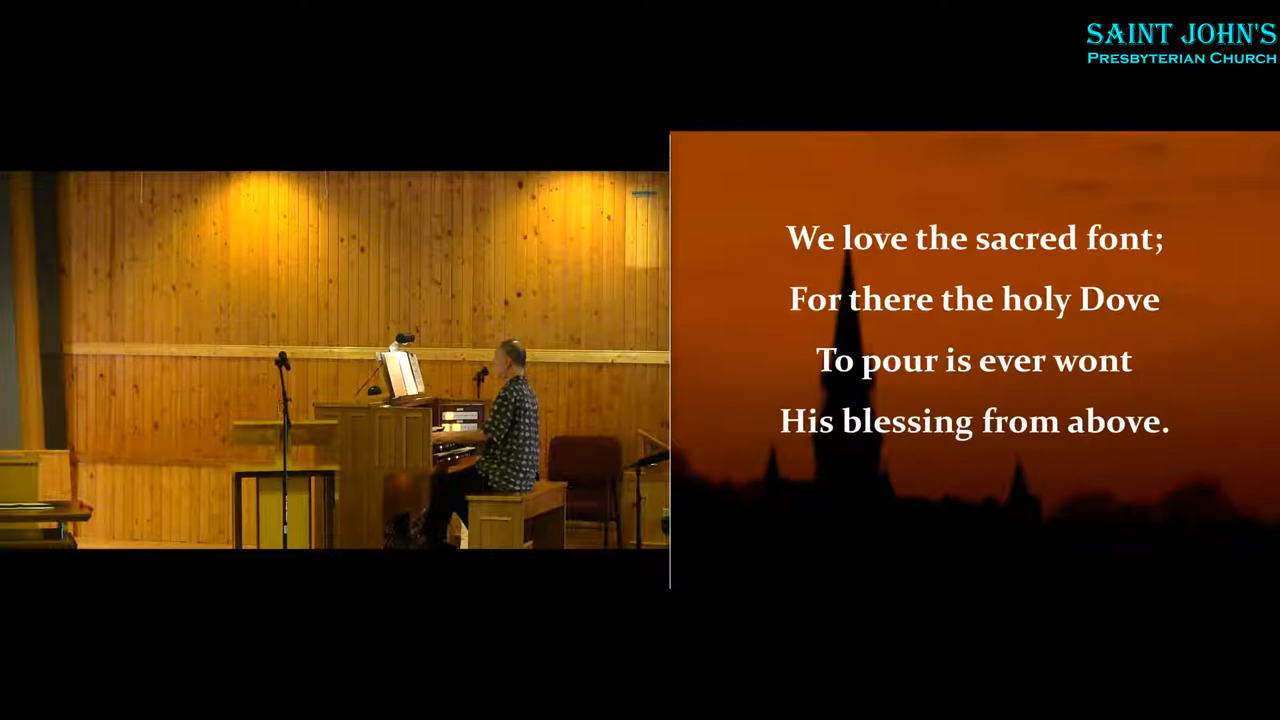 SAINT JOHN'S
PRESBYTERIAN CHURCH
We love the sacred font;
For there the holy Dove
To pour is ever wont
His blessing from above.